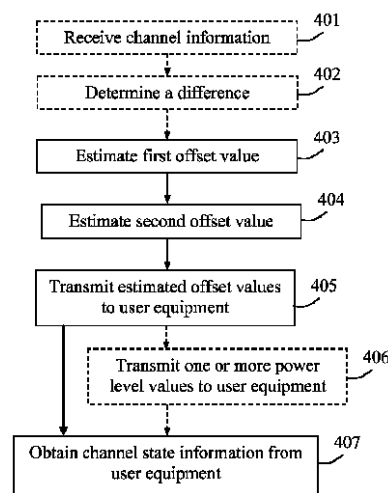 401
Receive channel information
402
Determine a difference
403
Estimate first offset value
404
Estimate second offset value
405
Transmit estimated offset values
to user equipment
406
Transmit one or more power
level values to user equipment
407
Obtain channel state information from
user equipment